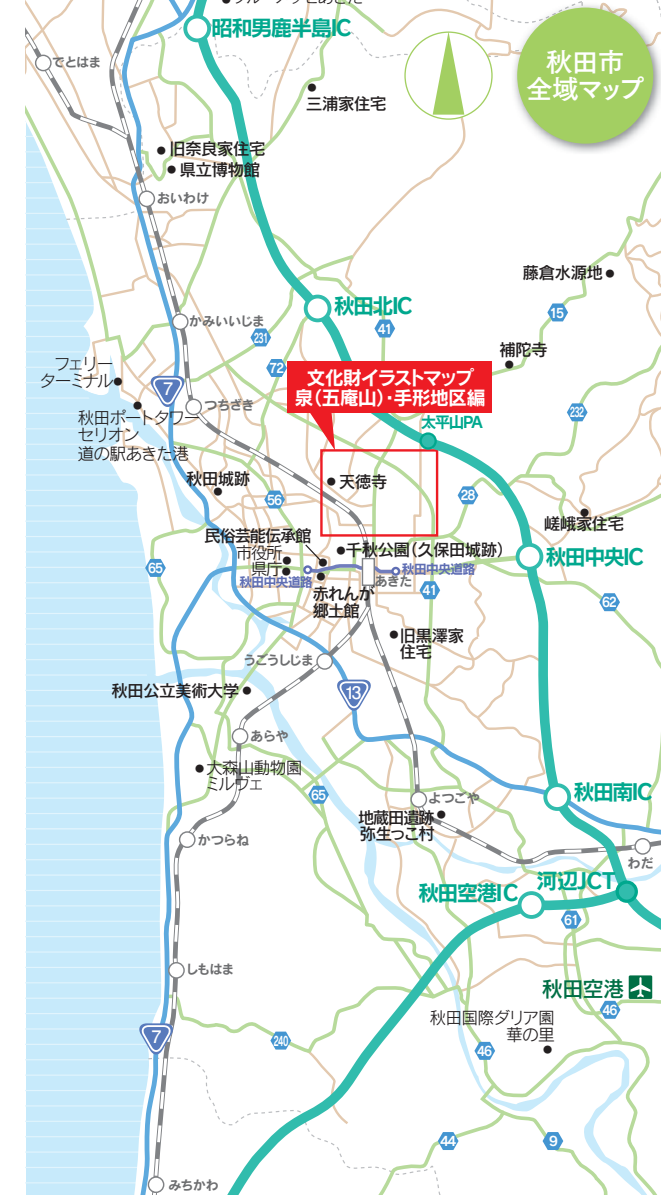 昭和男鹿半島IC
秋田市
全域マップ
でとはま
三浦家住宅
旧奈良家住宅
県立博物館
おいわけ
藤倉水源地
秋田北IC
15
かみいいじま
41
231
補陀寺
フェリー
ターミナル
72
文化財イラストマップ
泉(五庵山)・手形地区編
7
つちざき
232
秋田ポートタワー
セリオン
道の駅あきた港
太平山PA
秋田城跡
天徳寺
56
28
嵯峨家住宅
民俗芸能伝承館
市役所
県庁
千秋公園(久保田城跡)
秋田中央IC
65
秋田中央道路
秋田中央道路
あきた
41
赤れんが
郷土館
62
旧黒澤家
住宅
うごうしじま
秋田公立美術大学
13
あらや
大森山動物園
ミルヴェ
65
よつごや
秋田南IC
地蔵田遺跡
弥生っこ村
かつらね
わだ
秋田空港IC
河辺JCT
61
しもはま
秋田空港
46
秋田国際ダリア園
華の里
7
240
46
44
9
みちかわ